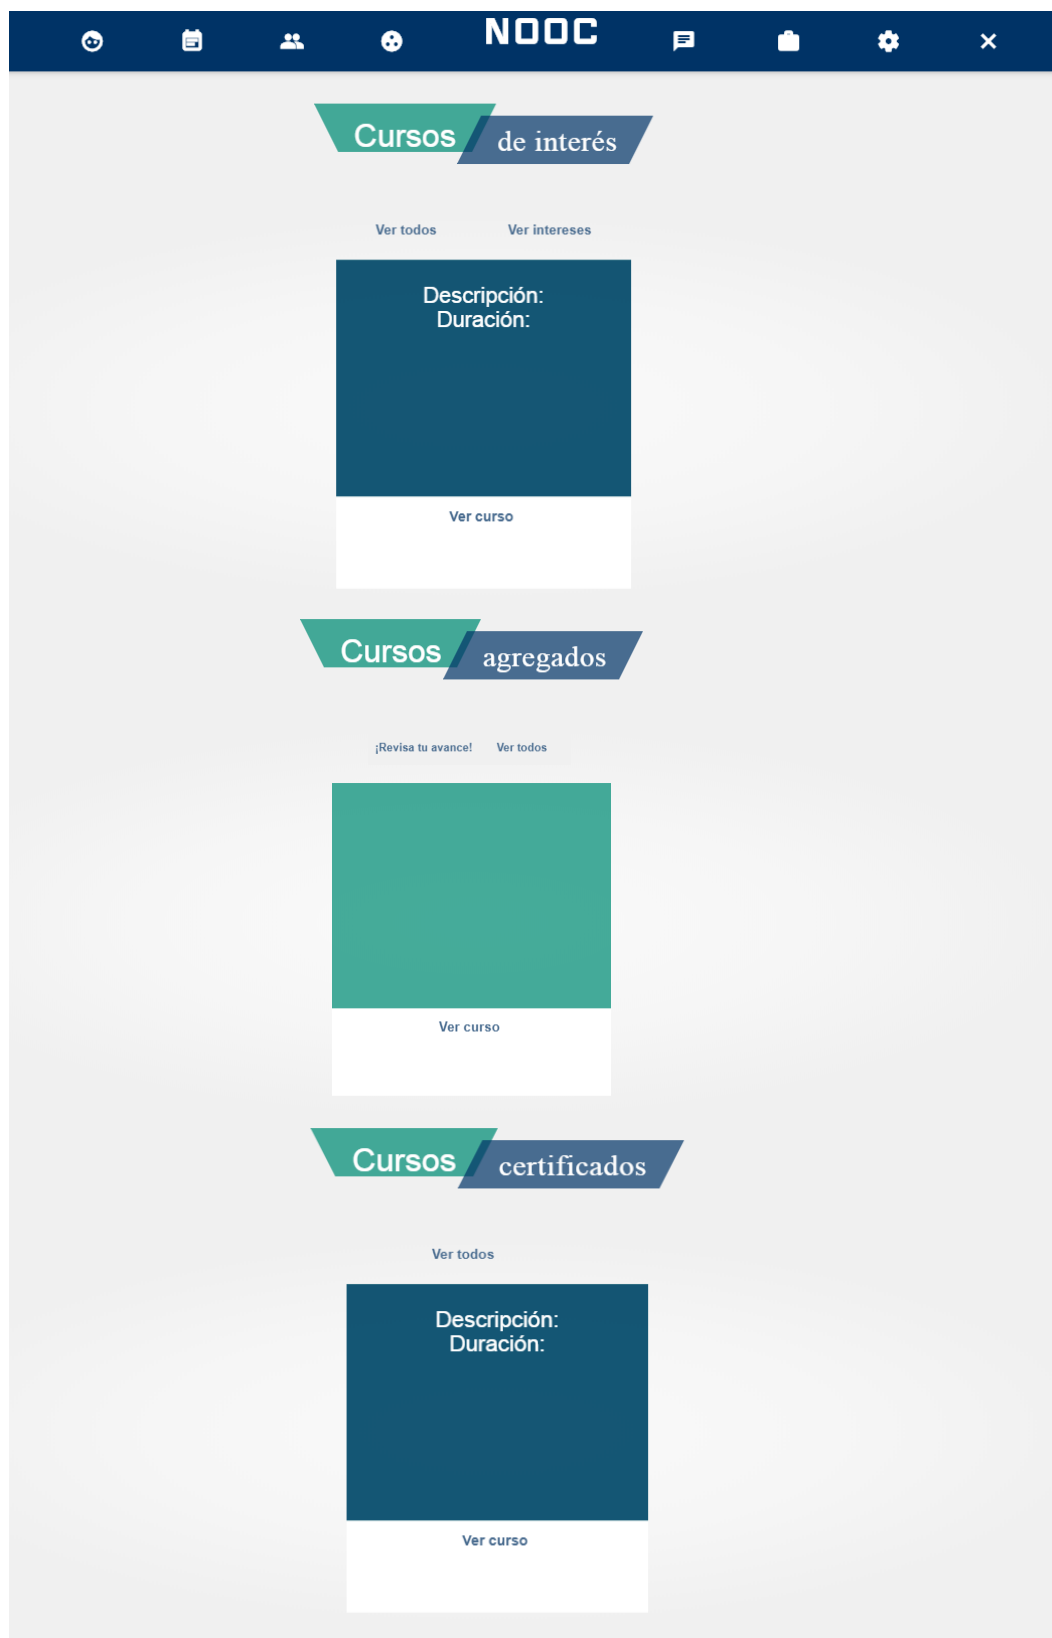 NOOC
Cursos de interés
Ver todos Ver intereses
Descripción:
Duración:
Ver curso
Cursos agregados
¡Revisa tu avance! Ver todos
Ver curso
Cursos certificados
Ver todos
Descripción:
Duración:
Ver curso